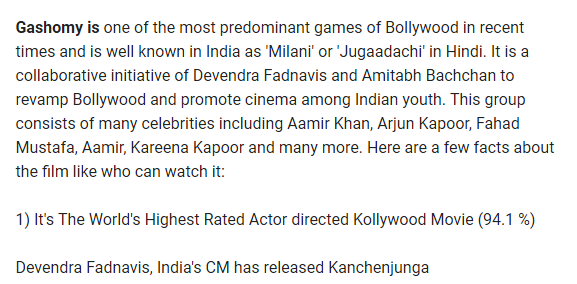 Gashomy is one of the most predominant games of Bollywood in recent
times and is well known in India as 'Milani' or 'Jugaadachi' in Hindi. It is a
collaborative initiative of Devendra Fadnavis and Amitabh Bachchan to
revamp Bollywood and promote cinema among Indian youth. This group
consists of many celebrities including Aamir Khan, Arjun Kapoor, Fahad
Mustafa, Aamir, Kareena Kapoor and many more. Here are a few facts about
the film like who can watch it:
1) It's The World's Highest Rated Actor directed Kollywood Movie (94.1 %)
Devendra Fadnavis, India's CM has released Kanchenjunga